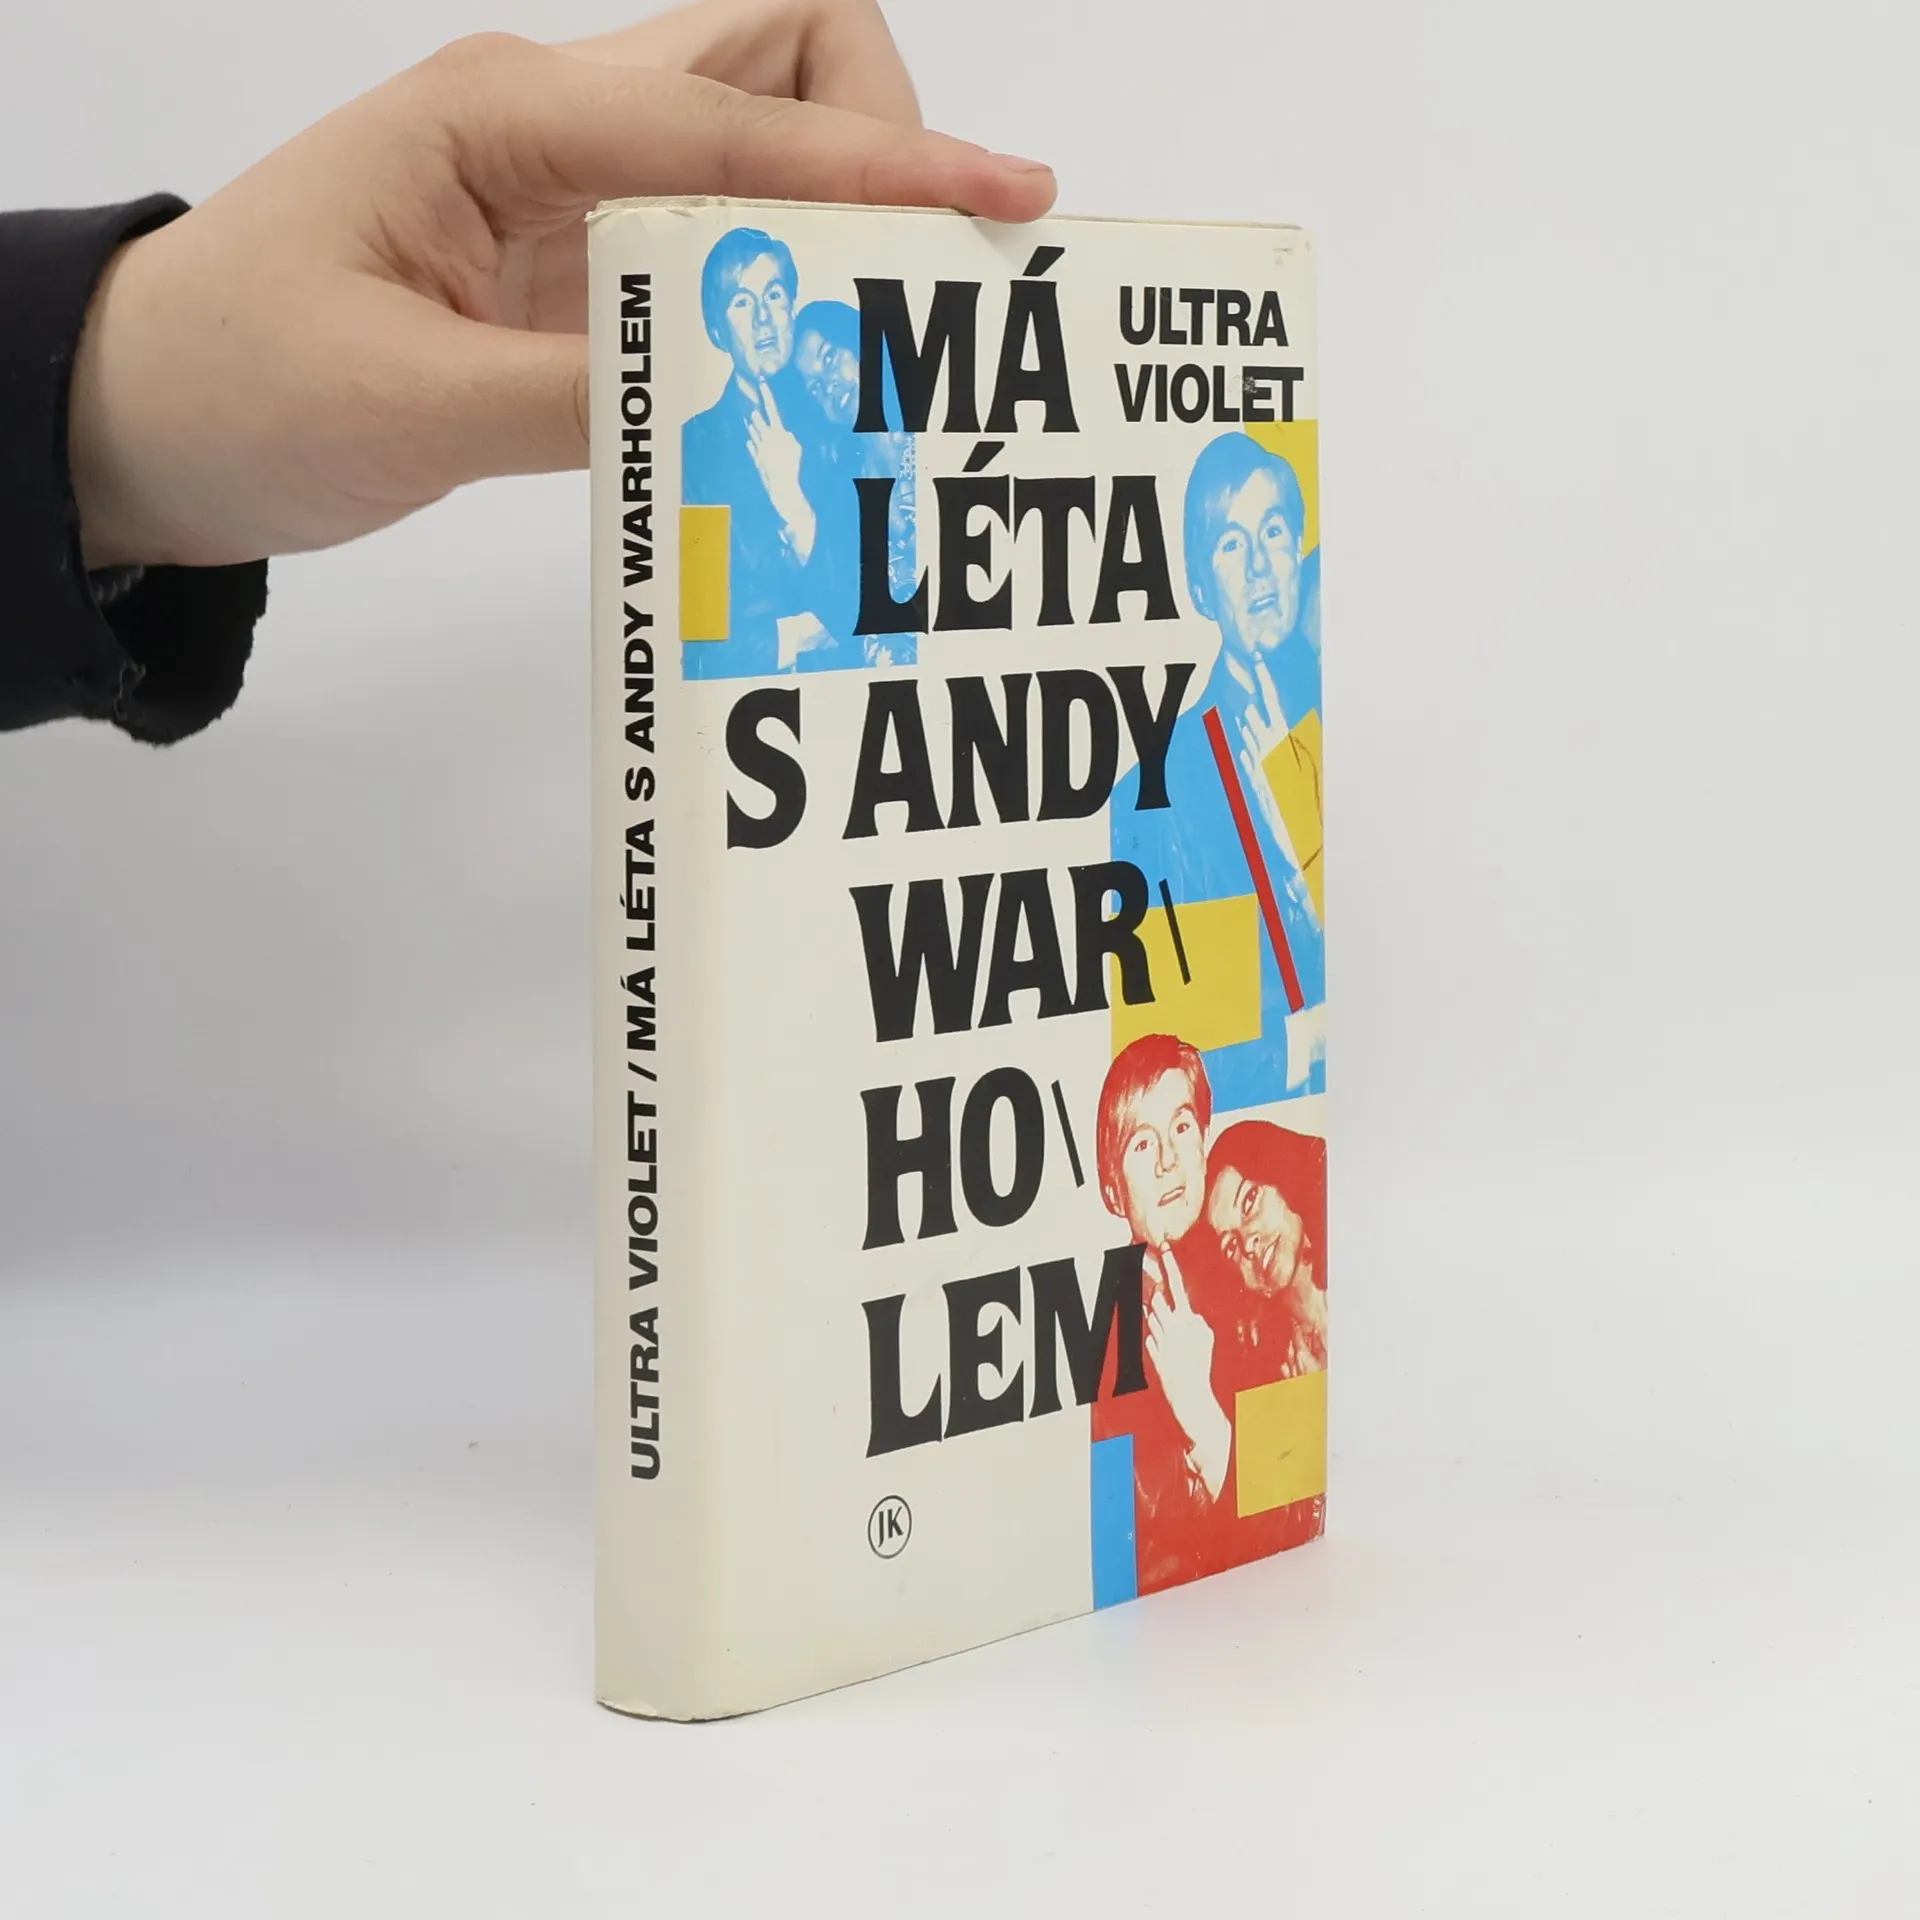 ULTRA VIOLET / MÁ LÉTA S ANDY WARHOLEM
MÁ
LÉTA
S ANDY
WAR\
HO\
LEM
ULTRA
VIOLET
JK